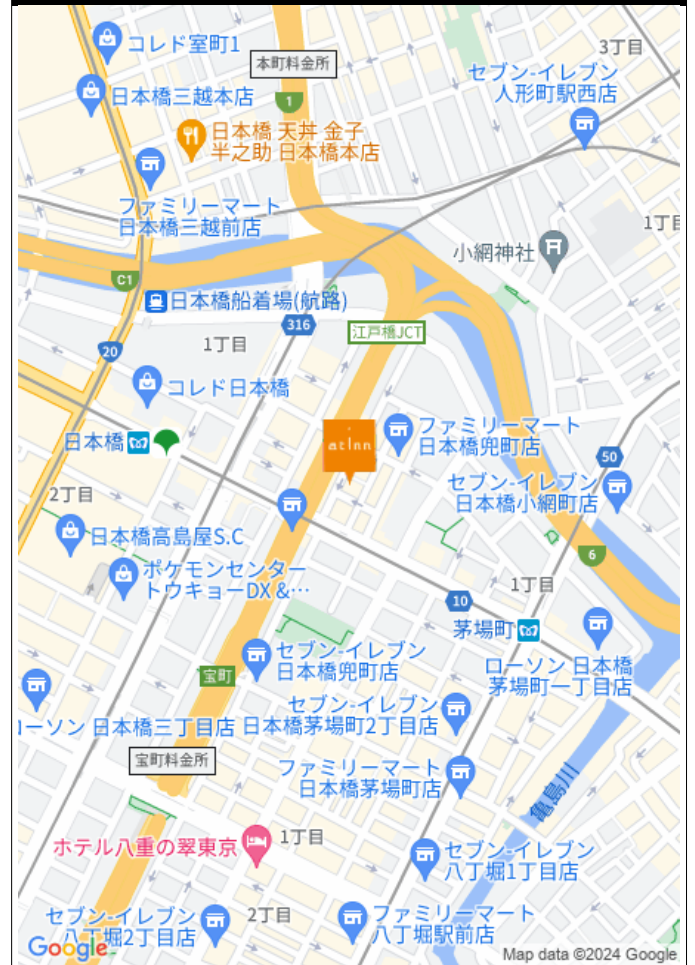 コレド室町1
3丁目
本町料金所
セブン-イレブン
人形町駅西店
日本橋三越本店
1
日本橋 天丼 金子
半之助 日本橋本店
ファミリーマート
日本橋三越前店
1丁目
小網神社
C1
日本橋船着場(航路)
316
江戸橋JCT
1丁目
20
コレド日本橋
ファミリーマート
日本橋兜町店
at inn
日本橋
50
セブン-イレブン
日本橋小網町店
2丁目
日本橋高島屋S.C
6
ポケモンセンター
トウキョーDX &…
1丁目
10
茅場町
セブン-イレブン
日本橋兜町店
ローソン 日本橋
茅場町一丁目店
宝町
セブン-イレブン
日本橋茅場町2丁目店
ローソン 日本橋三丁目店
宝町料金所
ファミリーマート
日本橋茅場町店
亀島川
1丁目
ホテル八重の翠東京
セブン-イレブン
八丁堀1丁目店
2丁目
セブン-イレブン
八丁堀2丁目店
ファミリーマート
八丁堀駅前店
Google
Map data ©2024 Google